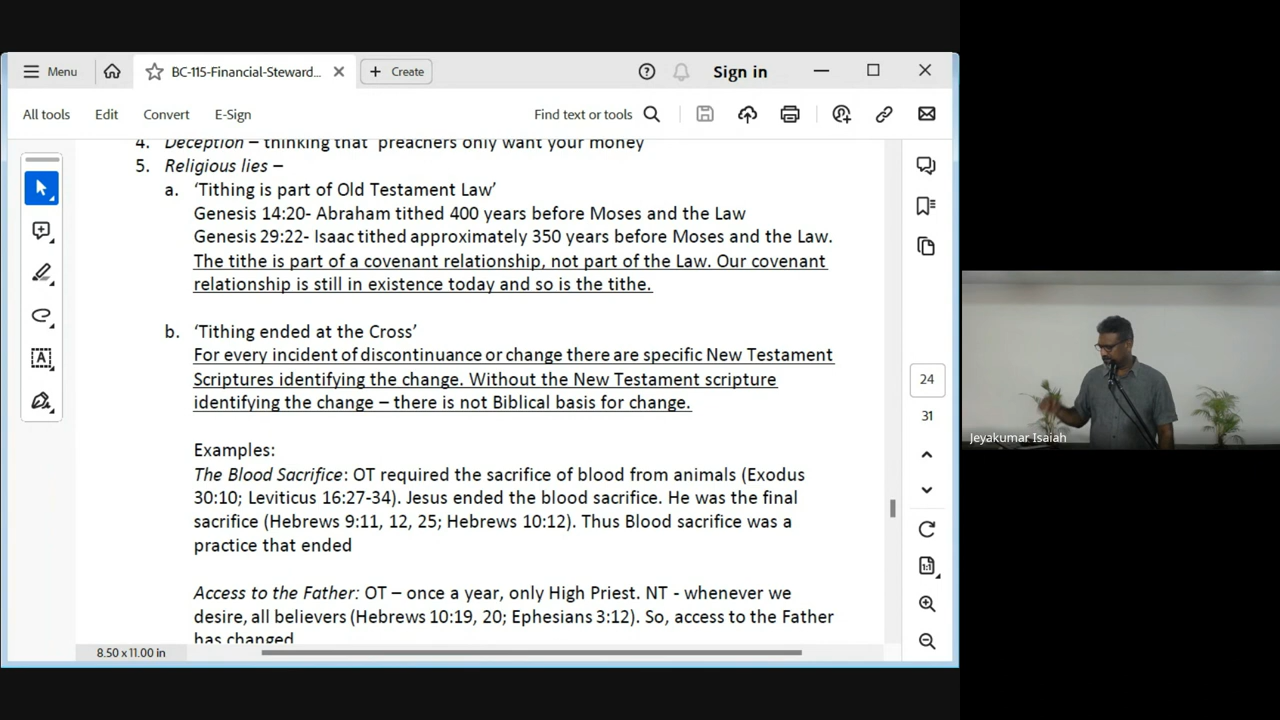 Menu
BC-115-Financial-Steward...
Create
Sign in
All tools
Edit
Convert
E-Sign
Find text or tools
4. Deception – thinking that preachers only want your money
5. Religious lies –
a. ‘Tithing is part of Old Testament Law’
Genesis 14:20- Abraham tithed 400 years before Moses and the Law
Genesis 29:22- Isaac tithed approximately 350 years before Moses and the Law.
The tithe is part of a covenant relationship, not part of the Law. Our covenant
relationship is still in existence today and so is the tithe.
b. ‘Tithing ended at the Cross’
For every incident of discontinuance or change there are specific New Testament
Scriptures identifying the change. Without the New Testament scripture
identifying the change – there is not Biblical basis for change.
Examples:
The Blood Sacrifice: OT required the sacrifice of blood from animals (Exodus
30:10; Leviticus 16:27-34). Jesus ended the blood sacrifice. He was the final
sacrifice (Hebrews 9:11, 12, 25; Hebrews 10:12). Thus Blood sacrifice was a
practice that ended
Access to the Father: OT – once a year, only High Priest. NT - whenever we
desire, all believers (Hebrews 10:19, 20; Ephesians 3:12). So, access to the Father
has changed
8.50 x 11.00 in
24
31
1:1
Jeyakumar Isaiah